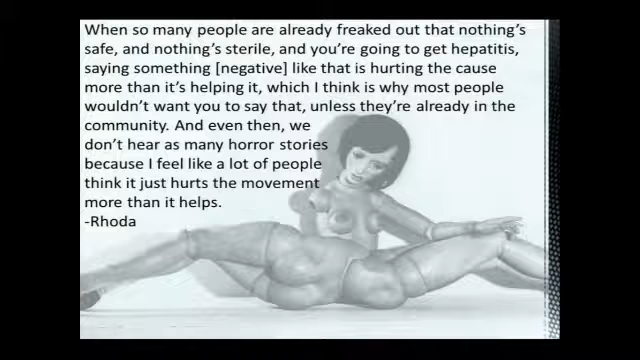 When so many people are already freaked out that nothing's
safe, and nothing's sterile, and you're going to get hepatitis,
saying something [negative] like that is hurting the cause
more than it's helping it, which I think is why most people
wouldn't want you to say that, unless they're already in the
community. And even then, we
don't hear as many horror stories
because I feel like a lot of people
think it just hurts the movement
more than it helps.
-Rhoda